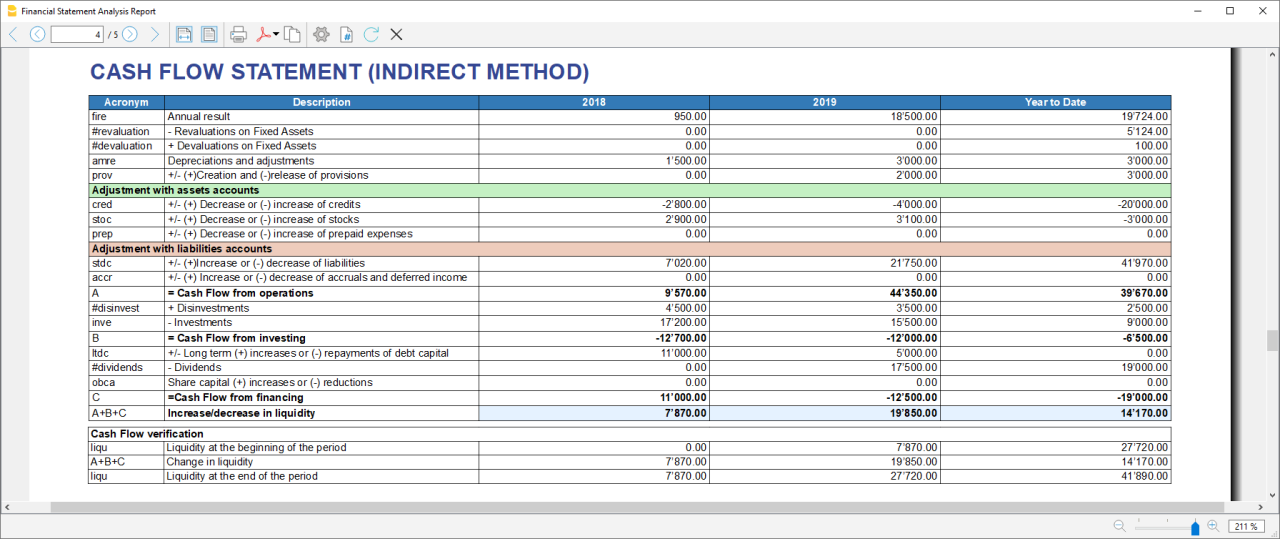 Financial Statement Analysis Report
4 / 5
CASH FLOW STATEMENT (INDIRECT METHOD)
Acronym Description 2018 2019 Year to Date
fire Annual result 950.00 18'500.00 19'724.00
#revaluation - Revaluations on Fixed Assets 0.00 0.00 5'124.00
#devaluation + Devaluations on Fixed Assets 0.00 0.00 100.00
amre Depreciations and adjustments 1'500.00 3'000.00 3'000.00
prov +/- (+)Creation and (-)release of provisions 0.00 2'000.00 3'000.00
Adjustment with assets accounts
cred +/- (+) Decrease or (-) increase of credits -2'800.00 -4'000.00 -20'000.00
stoc +/- (+) Decrease or (-) increase of stocks 2'900.00 3'100.00 -3'000.00
prep +/- (+) Decrease or (-) increase of prepaid expenses 0.00 0.00 0.00
Adjustment with liabilities accounts
stdc +/- (+)Increase or (-) decrease of liabilities 7'020.00 21'750.00 41'970.00
accr +/- (+) Increase or (-) decrease of accruals and deferred income 0.00 0.00 0.00
A = Cash Flow from operations 9'570.00 44'350.00 39'670.00
#disinvest + Disinvestments 4'500.00 3'500.00 2'500.00
inve - Investments 17'200.00 15'500.00 9'000.00
B = Cash Flow from investing -12'700.00 -12'000.00 -6'500.00
ltdc +/- Long term (+) increases or (-) repayments of debt capital 11'000.00 5'000.00 0.00
#dividends - Dividends 0.00 17'500.00 19'000.00
obca Share capital (+) increases or (-) reductions 0.00 0.00 0.00
C =Cash Flow from financing 11'000.00 -12'500.00 -19'000.00
A+B+C Increase/decrease in liquidity 7'870.00 19'850.00 14'170.00
Cash Flow verification
liqu Liquidity at the beginning of the period 0.00 7'870.00 27'720.00
A+B+C Change in liquidity 7'870.00 19'850.00 14'170.00
liqu Liquidity at the end of the period 7'870.00 27'720.00 41'890.00
211 %